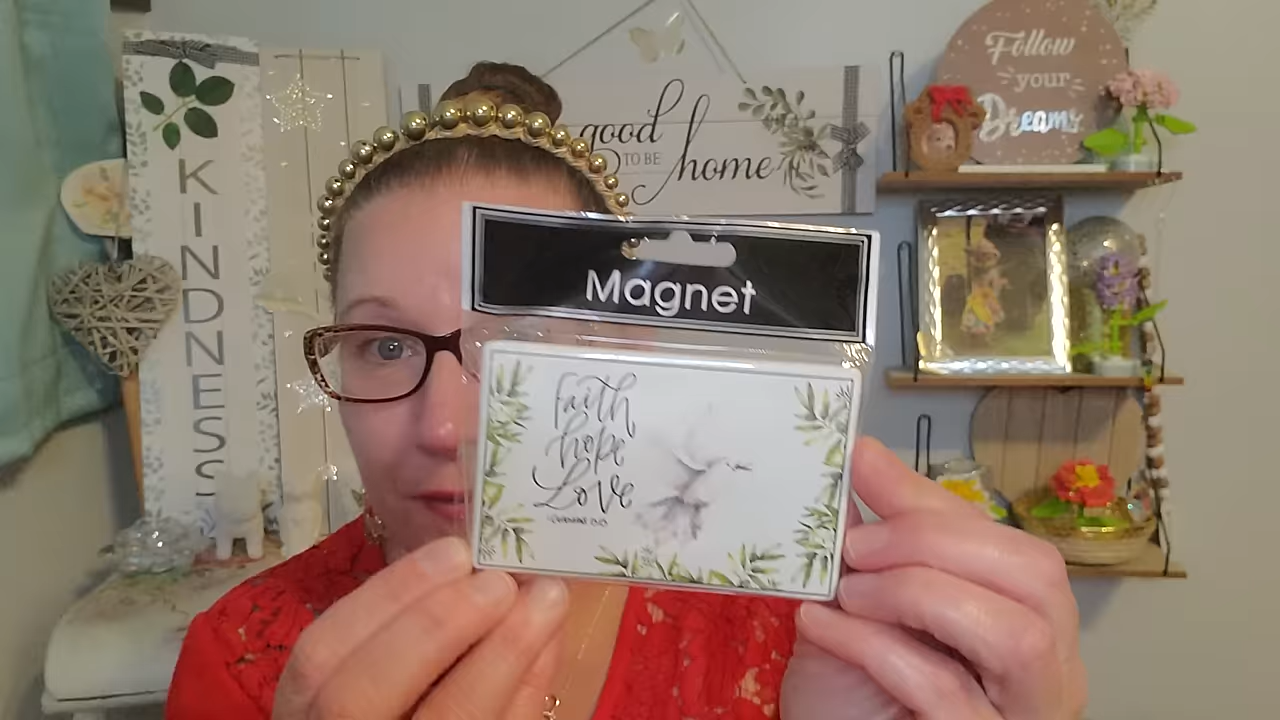 KINDNESS
good
TO BE
home
Follow
your
Dreams
Magnet
faith
hope
Love